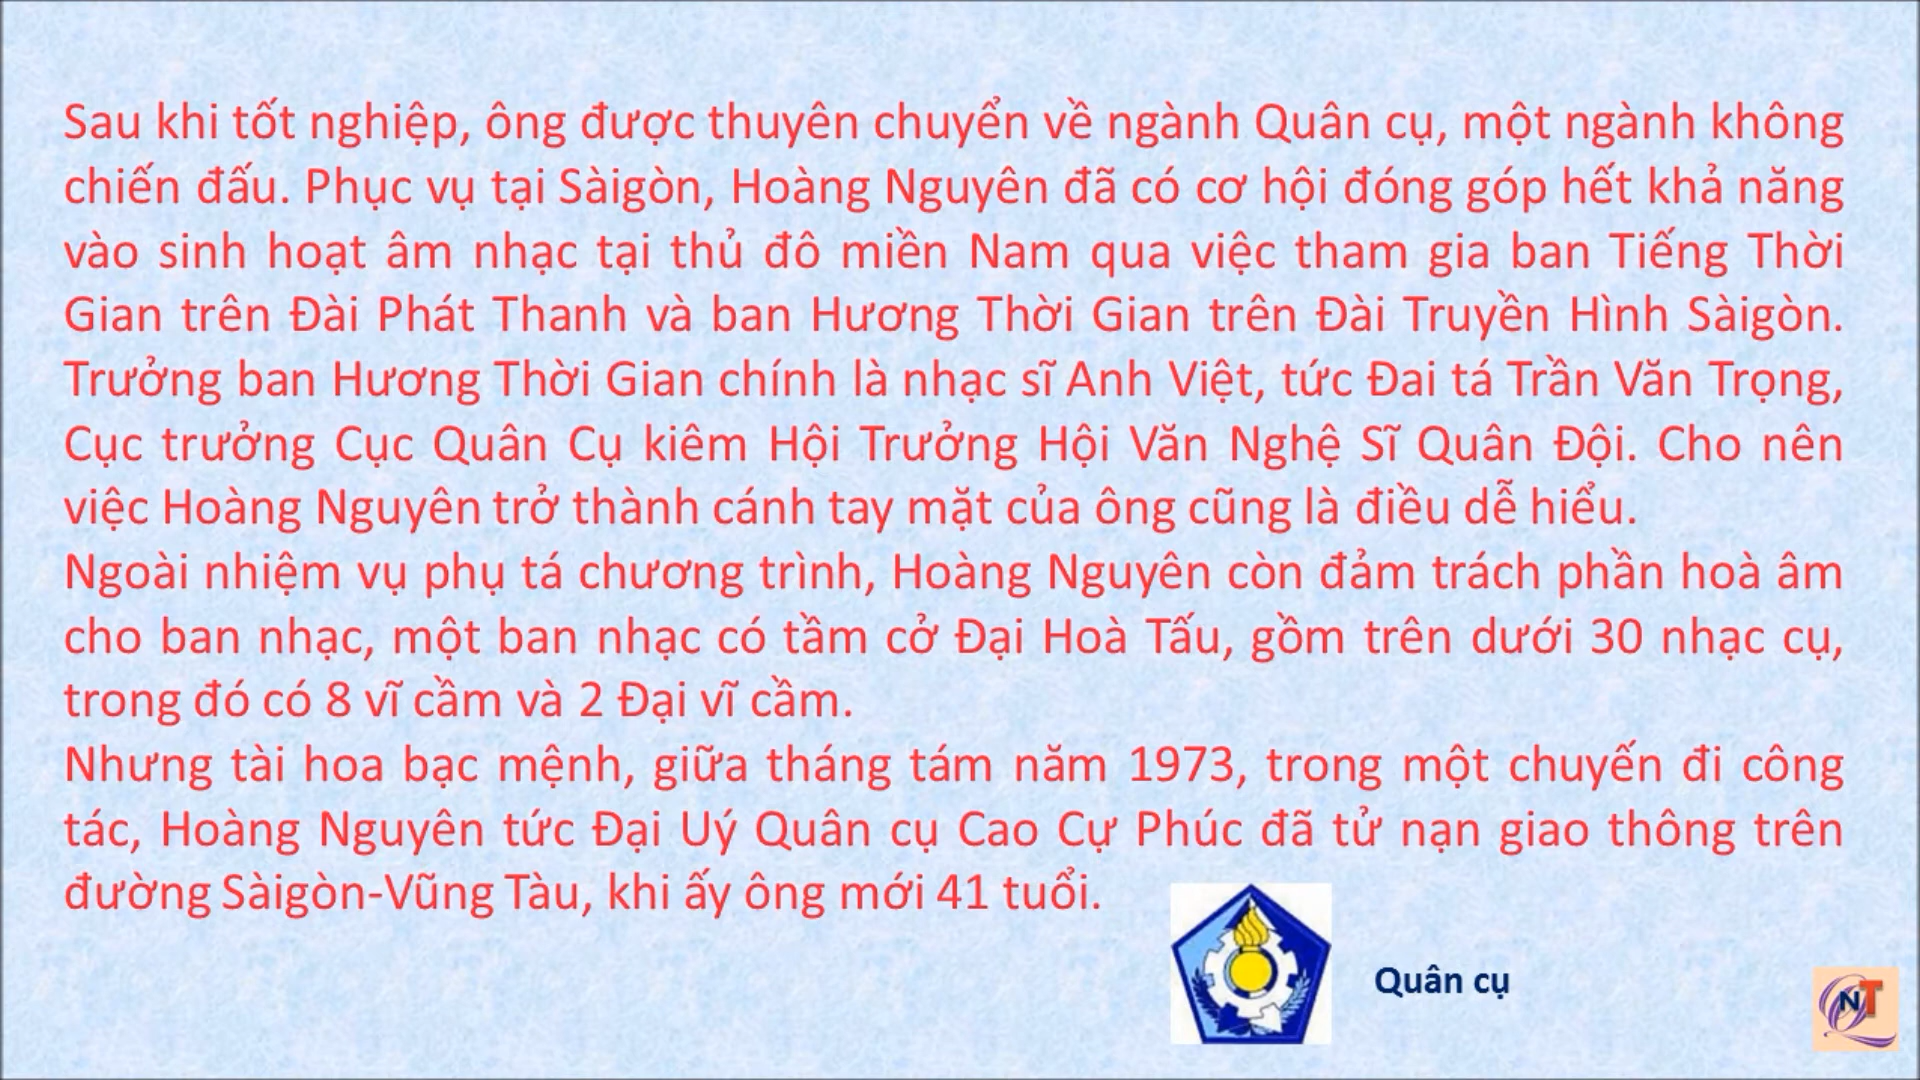 Sau khi tốt nghiệp, ông được thuyên chuyển về ngành Quân cụ, một ngành không
chiến đấu. Phục vụ tại Sàigòn, Hoàng Nguyên đã có cơ hội đóng góp hết khả năng
vào sinh hoạt âm nhạc tại thủ đô miền Nam qua việc tham gia ban Tiếng Thời
Gian trên Đài Phát Thanh và ban Hương Thời Gian trên Đài Truyền Hình Sàigòn.
Trưởng ban Hương Thời Gian chính là nhạc sĩ Anh Việt, tức Đai tá Trần Văn Trọng,
Cục trưởng Cục Quân Cụ kiêm Hội Trưởng Hội Văn Nghệ Sĩ Quân Đội. Cho nên
việc Hoàng Nguyên trở thành cánh tay mặt của ông cũng là điều dễ hiểu.
Ngoài nhiệm vụ phụ tá chương trình, Hoàng Nguyên còn đảm trách phần hoà âm
cho ban nhạc, một ban nhạc có tầm cở Đại Hoà Tấu, gồm trên dưới 30 nhạc cụ,
trong đó có 8 vĩ cầm và 2 Đại vĩ cầm.
Nhưng tài hoa bạc mệnh, giữa tháng tám năm 1973, trong một chuyến đi công
tác, Hoàng Nguyên tức Đại Uý Quân cụ Cao Cự Phúc đã tử nạn giao thông trên
đường Sàigòn-Vũng Tàu, khi ấy ông mới 41 tuổi.
Quân cụ
NT